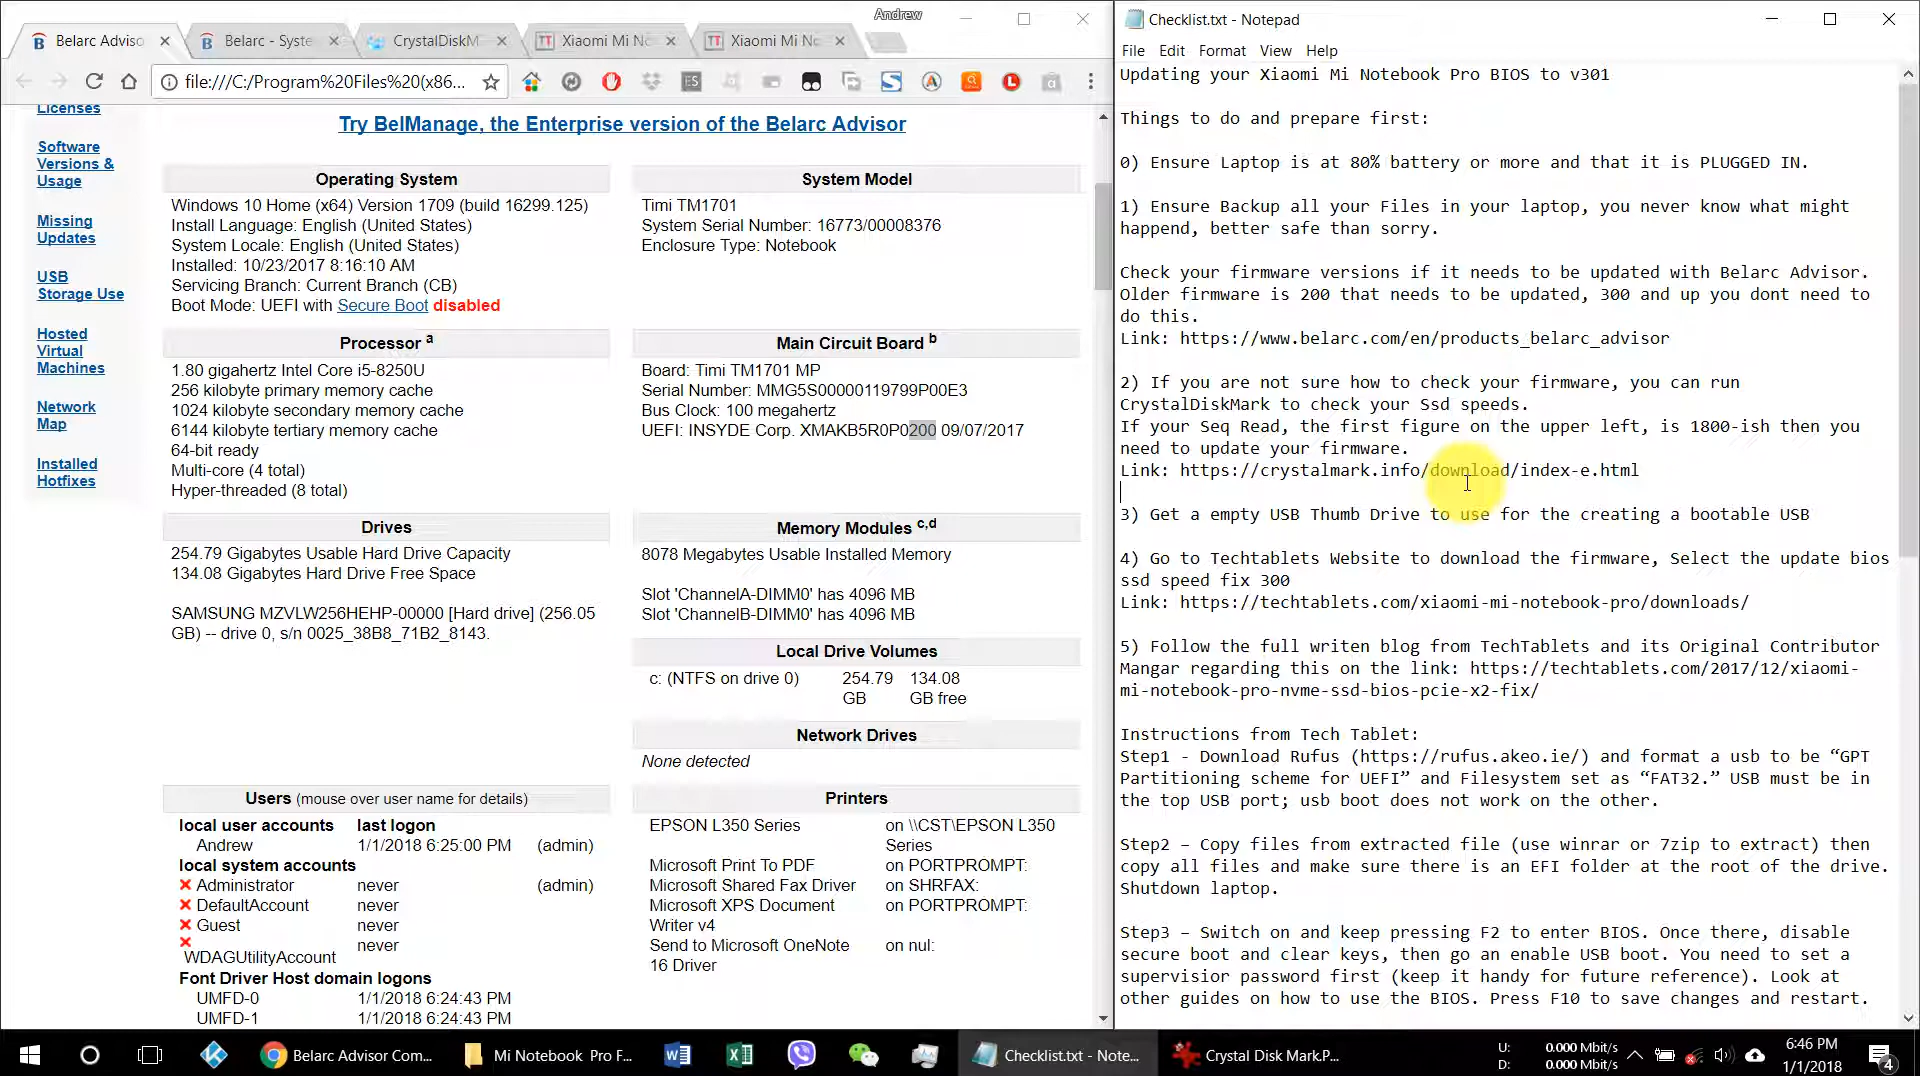 Andrew
Belarc Adviso
Belarc - Syste
CrystalDiskM
Xiaomi Mi No
Xiaomi Mi No
file:///C:/Program%20Files%20(x86...
Licenses
Software
Versions &
Usage
Missing
Updates
USB
Storage Use
Hosted
Virtual
Machines
Network
Map
Installed
Hotfixes
Try BelManage, the Enterprise version of the Belarc Advisor
Operating System
Windows 10 Home (x64) Version 1709 (build 16299.125)
Install Language: English (United States)
System Locale: English (United States)
Installed: 10/23/2017 8:16:10 AM
Servicing Branch: Current Branch (CB)
Boot Mode: UEFI with Secure Boot disabled
System Model
Timi TM1701
System Serial Number: 16773/00008376
Enclosure Type: Notebook
Processor a
1.80 gigahertz Intel Core i5-8250U
256 kilobyte primary memory cache
1024 kilobyte secondary memory cache
6144 kilobyte tertiary memory cache
64-bit ready
Multi-core (4 total)
Hyper-threaded (8 total)
Main Circuit Board b
Board: Timi TM1701 MP
Serial Number: MMG5S00000119799P00E3
Bus Clock: 100 megahertz
UEFI: INSYDE Corp. XMAKB5R0P0200 09/07/2017
Drives
254.79 Gigabytes Usable Hard Drive Capacity
134.08 Gigabytes Hard Drive Free Space
SAMSUNG MZVLW256HEHP-00000 [Hard drive] (256.05
GB) -- drive 0, s/n 0025_38B8_71B2_8143.
Memory Modules c,d
8078 Megabytes Usable Installed Memory
Slot 'ChannelA-DIMM0' has 4096 MB
Slot 'ChannelB-DIMM0' has 4096 MB
Local Drive Volumes
c: (NTFS on drive 0) 254.79 134.08
GB GB free
Network Drives
None detected
Users (mouse over user name for details)
local user accounts last logon
Andrew 1/1/2018 6:25:00 PM (admin)
local system accounts
Administrator never (admin)
DefaultAccount never
Guest never
never
WDAGUtilityAccount
Font Driver Host domain logons
UMFD-0 1/1/2018 6:24:43 PM
UMFD-1 1/1/2018 6:24:43 PM
Printers
EPSON L350 Series on \\CST\EPSON L350
Series
Microsoft Print To PDF on PORTPROMPT:
Microsoft Shared Fax Driver on SHRFAX:
Microsoft XPS Document on PORTPROMPT:
Writer v4
Send to Microsoft OneNote on nul:
16 Driver
Checklist.txt - Notepad
File Edit Format View Help
Updating your Xiaomi Mi Notebook Pro BIOS to v301
Things to do and prepare first:
0) Ensure Laptop is at 80% battery or more and that it is PLUGGED IN.
1) Ensure Backup all your Files in your laptop, you never know what might
happend, better safe than sorry.
Check your firmware versions if it needs to be updated with Belarc Advisor.
Older firmware is 200 that needs to be updated, 300 and up you dont need to
do this.
Link: https://www.belarc.com/en/products_belarc_advisor
2) If you are not sure how to check your firmware, you can run
CrystalDiskMark to check your Ssd speeds.
If your Seq Read, the first figure on the upper left, is 1800-ish then you
need to update your firmware.
Link: https://crystalmark.info/download/index-e.html
3) Get a empty USB Thumb Drive to use for the creating a bootable USB
4) Go to Techtablets Website to download the firmware, Select the update bios
ssd speed fix 300
Link: https://techtablets.com/xiaomi-mi-notebook-pro/downloads/
5) Follow the full writen blog from TechTablets and its Original Contributor
Mangar regarding this on the link: https://techtablets.com/2017/12/xiaomi-
mi-notebook-pro-nvme-ssd-bios-pcie-x2-fix/
Instructions from Tech Tablet:
Step1 - Download Rufus (https://rufus.akeo.ie/) and format a usb to be “GPT
Partitioning scheme for UEFI” and Filesystem set as “FAT32.” USB must be in
the top USB port; usb boot does not work on the other.
Step2 – Copy files from extracted file (use winrar or 7zip to extract) then
copy all files and make sure there is an EFI folder at the root of the drive.
Shutdown laptop.
Step3 – Switch on and keep pressing F2 to enter BIOS. Once there, disable
secure boot and clear keys, then go an enable USB boot. You need to set a
supervisior password first (keep it handy for future reference). Look at
other guides on how to use the BIOS. Press F10 to save changes and restart.
Belarc Advisor Com...
Mi Notebook Pro F...
Checklist.txt - Note...
Crystal Disk Mark.P...
U: 0.000 Mbit/s
D: 0.000 Mbit/s
6:46 PM
1/1/2018
4